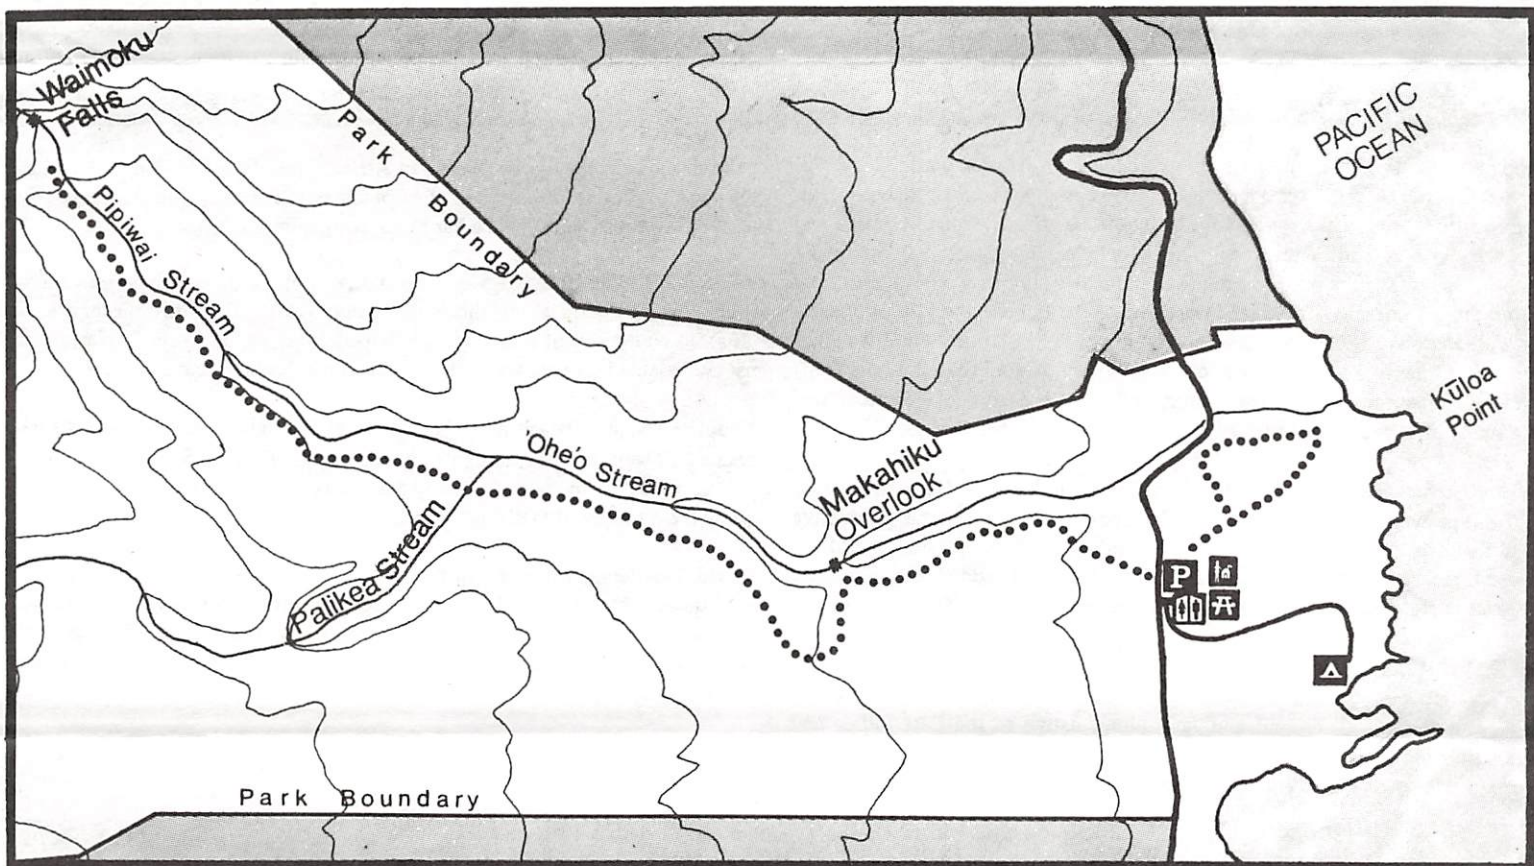 Waimoku
Falls
Park
Boundary
PACIFIC
OCEAN
Pipiwai Stream
Kūloa
Point
'Ohe'o Stream
Makahiku
Overlook
Palikea Stream
P
Park Boundary